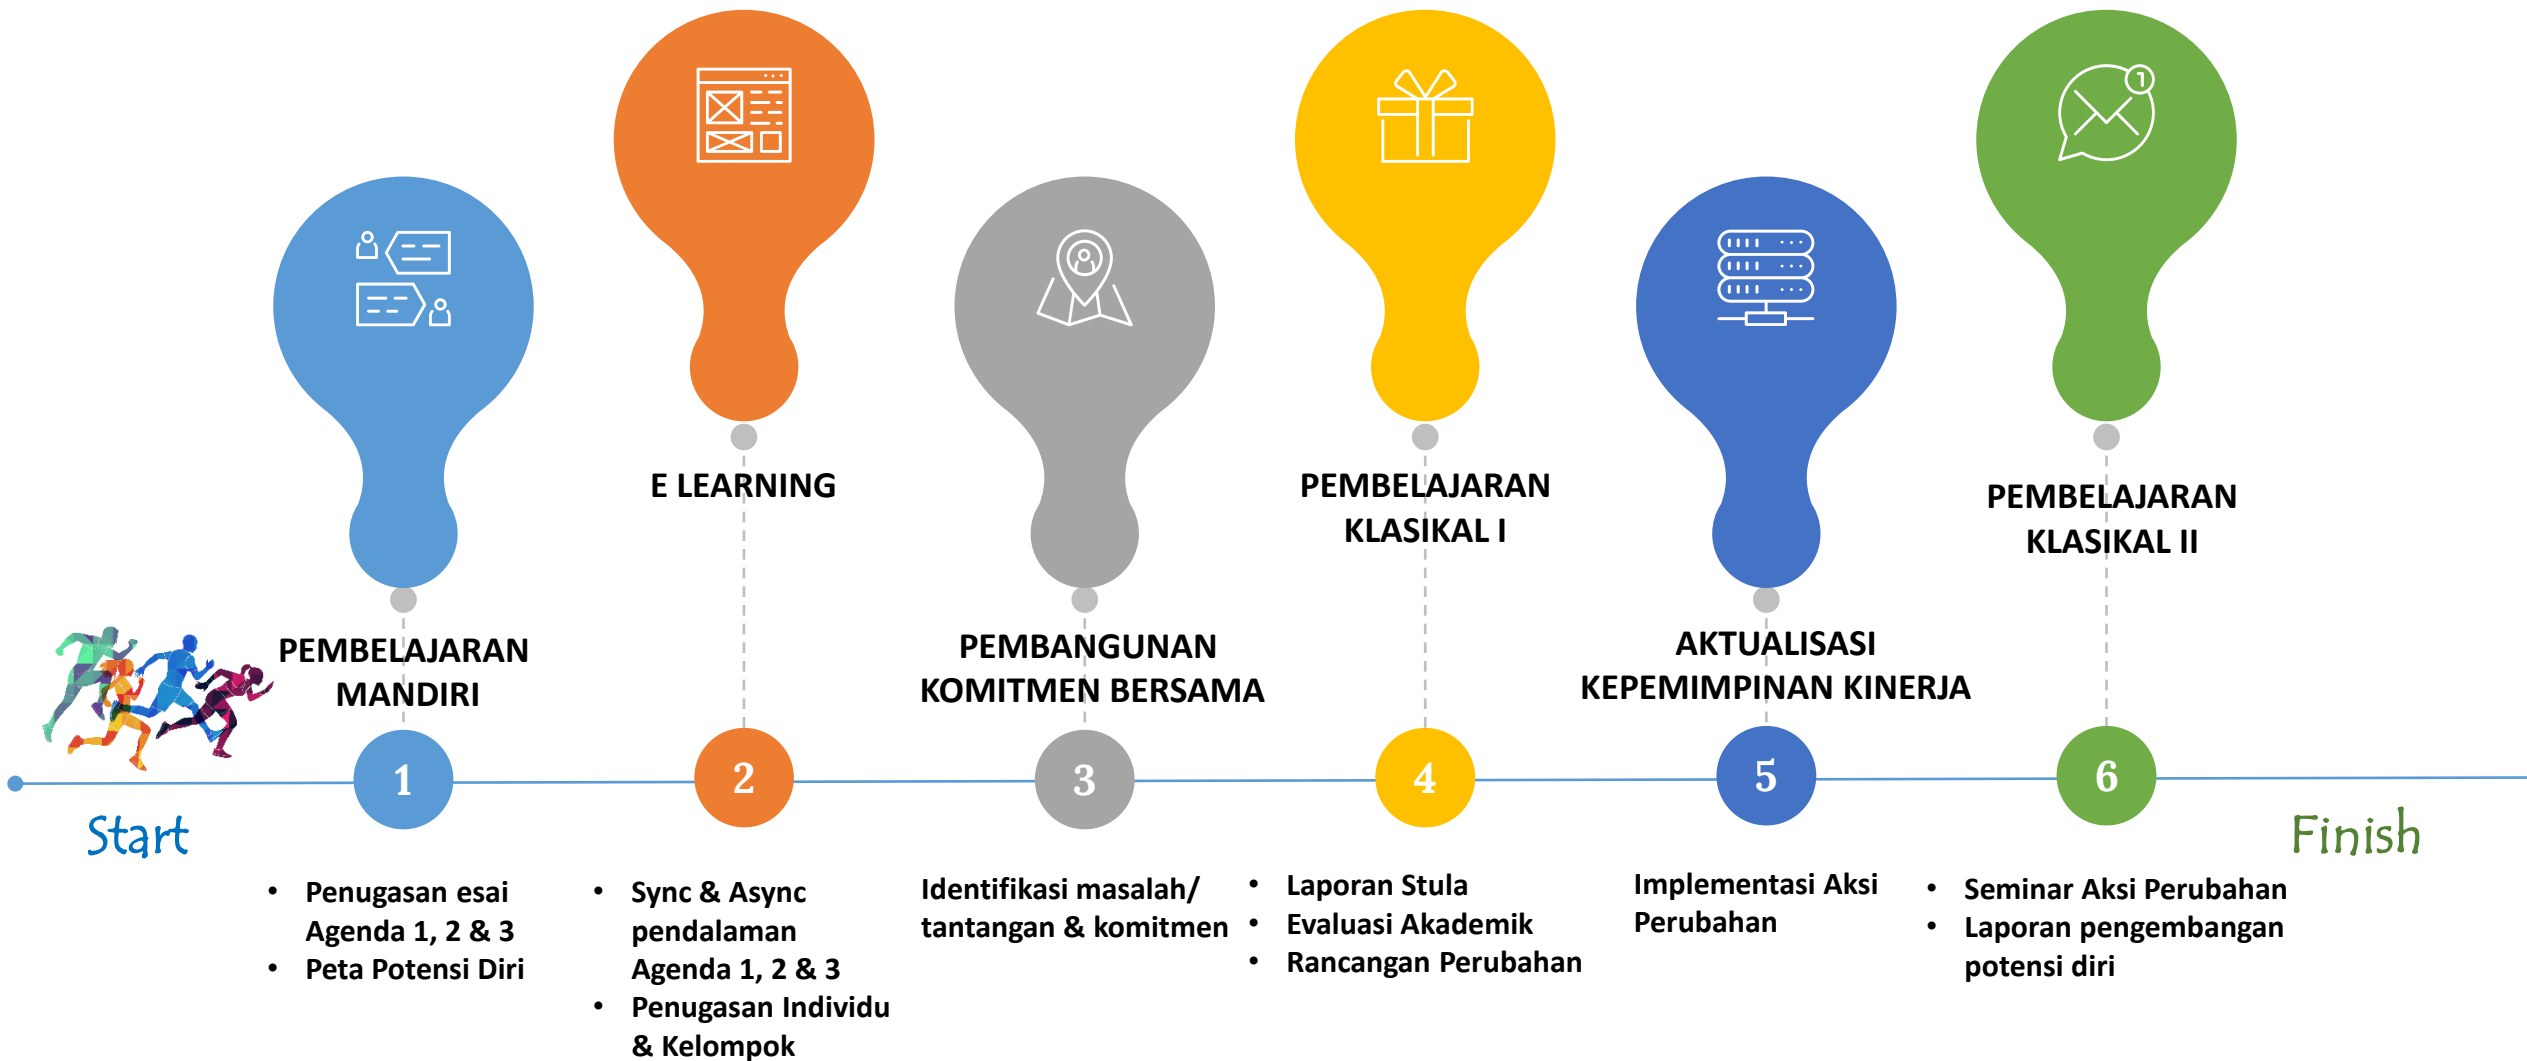 E LEARNING
PEMBELAJARAN
KLASIKAL I
PEMBELAJARAN
KLASIKAL II
PEMBELAJARAN
MANDIRI
PEMBANGUNAN
KOMITMEN BERSAMA
AKTUALISASI
KEPEMIMPINAN KINERJA
1
1
2
3
4
5
6
Start
Finish
• Penugasan esai
Agenda 1, 2 & 3
• Peta Potensi Diri
• Sync & Async
pendalaman
Agenda 1, 2 & 3
• Penugasan Individu
& Kelompok
Identifikasi masalah/
tantangan & komitmen
• Laporan Stula
• Evaluasi Akademik
• Rancangan Perubahan
Implementasi Aksi
Perubahan
• Seminar Aksi Perubahan
• Laporan pengembangan
potensi diri